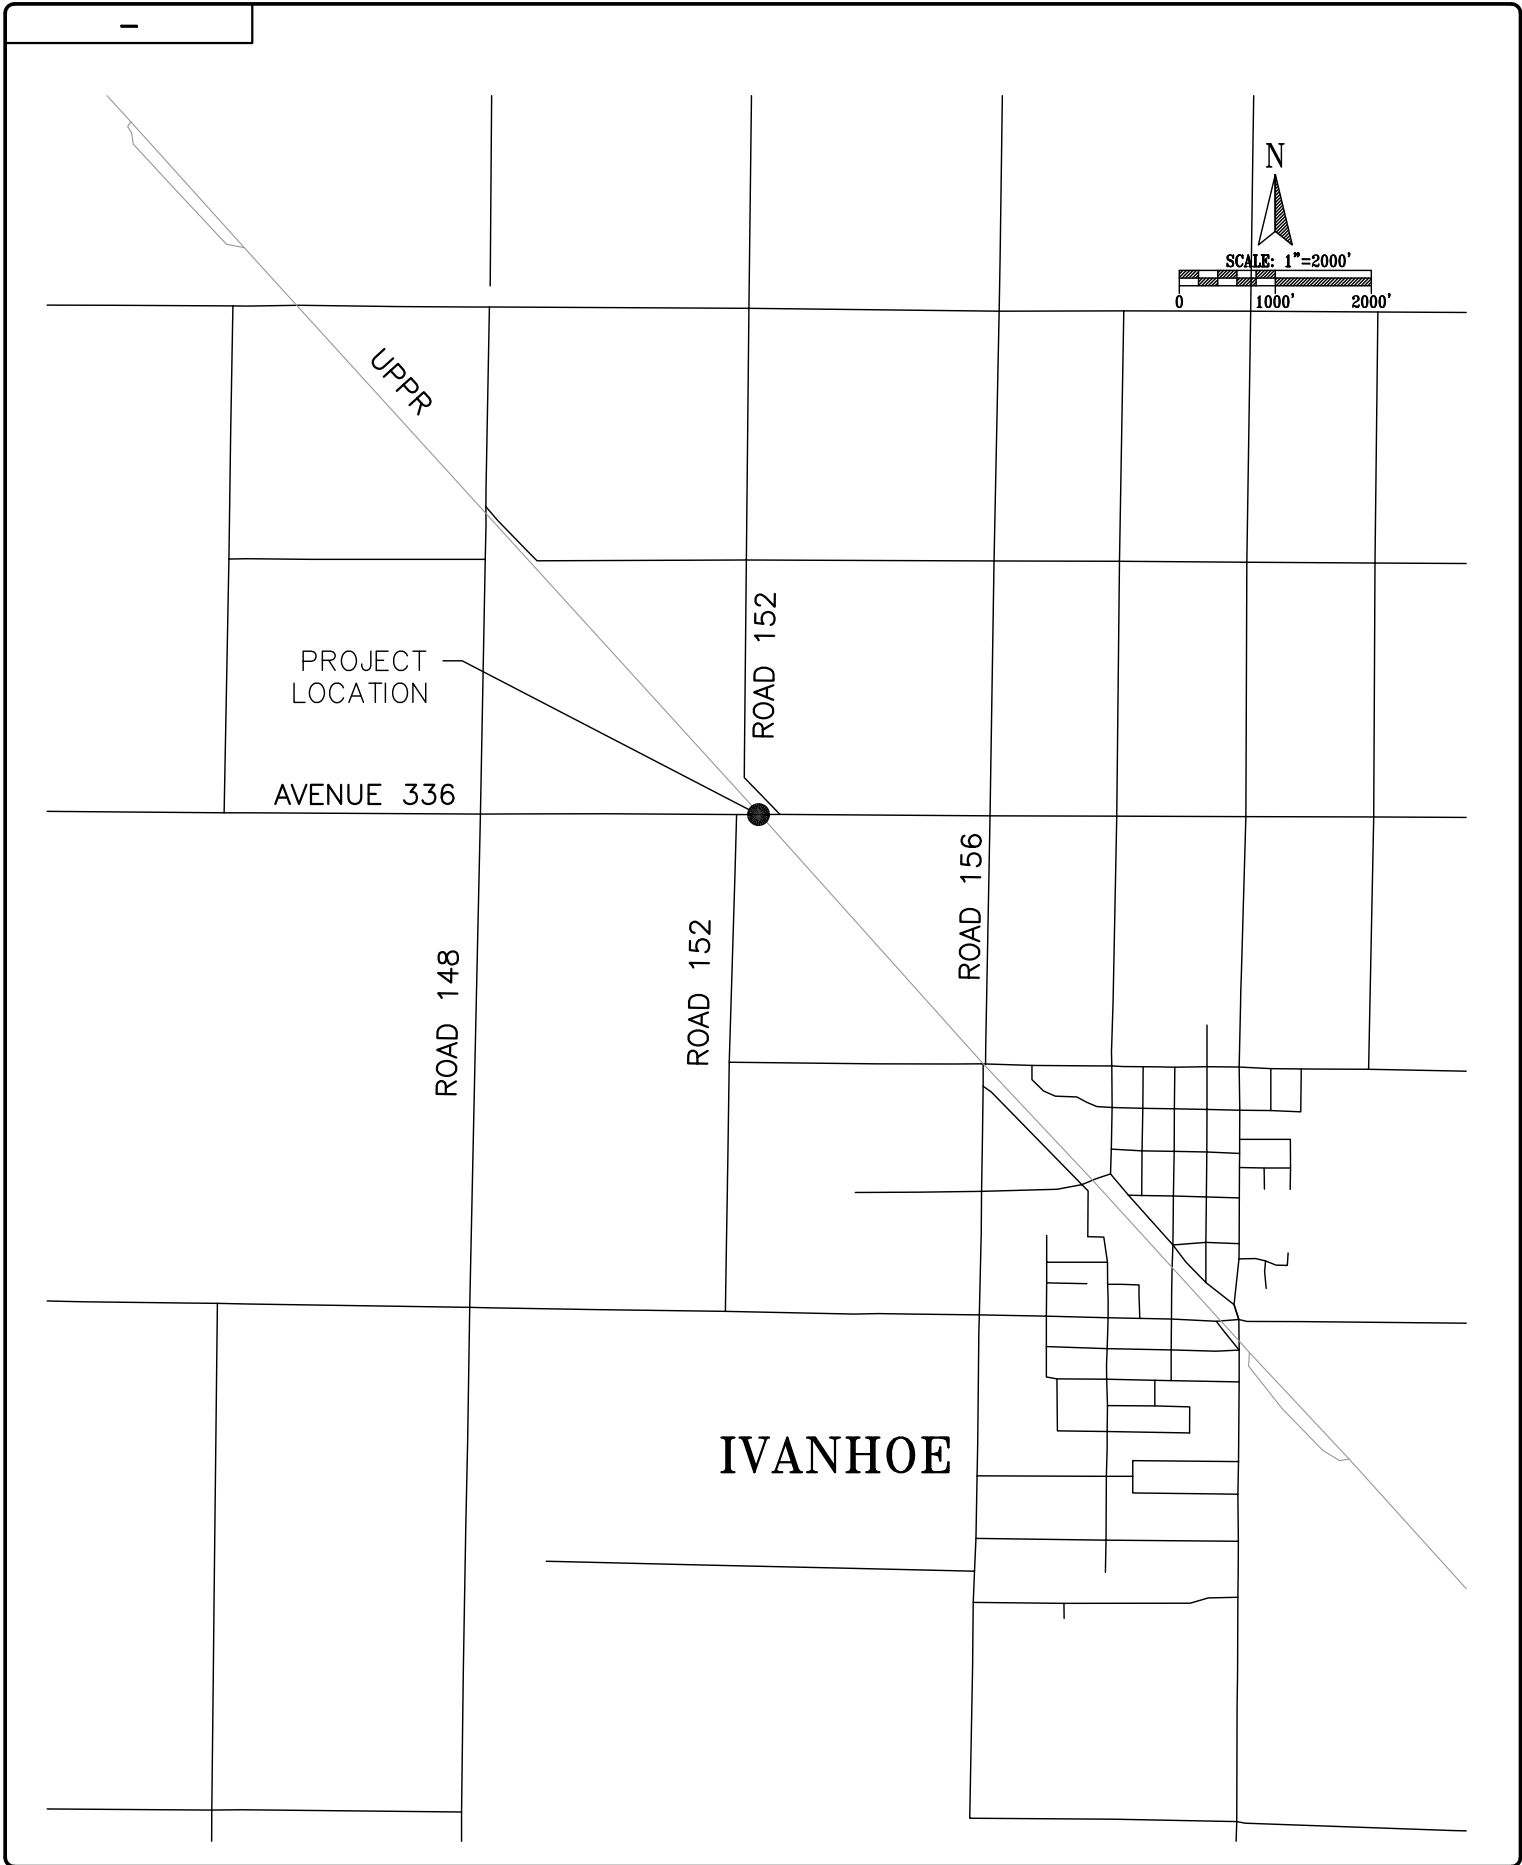 -
N
SCALE: 1"=2000'
0 1000' 2000'
UPPR
ROAD 152
PROJECT
LOCATION
AVENUE 336
ROAD 156
ROAD 152
ROAD 148
IVANHOE